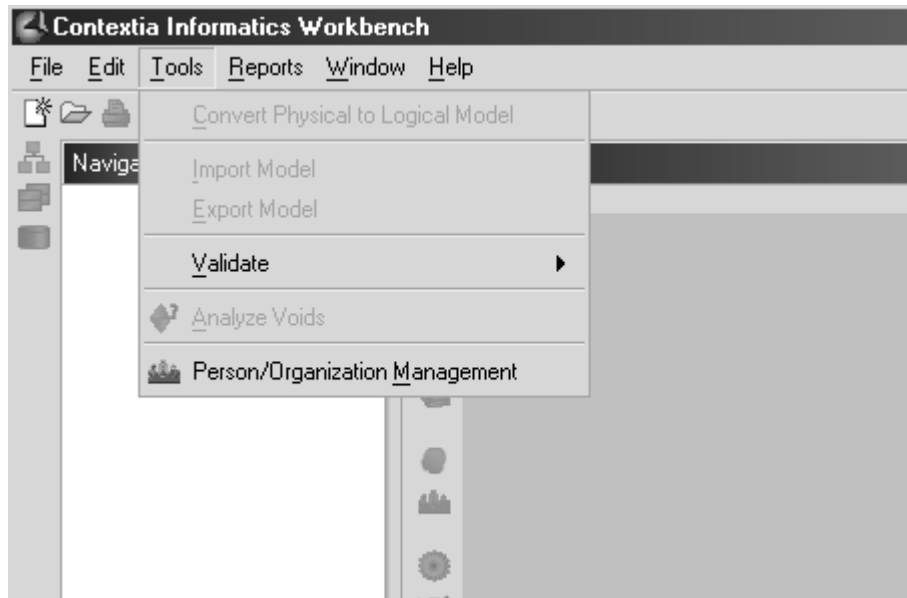 Contextia Informatics Workbench
File Edit Tools Reports Window Help
Convert Physical to Logical Model
Naviga
Import Model
Export Model
Validate
Analyze Voids
Person/Organization Management